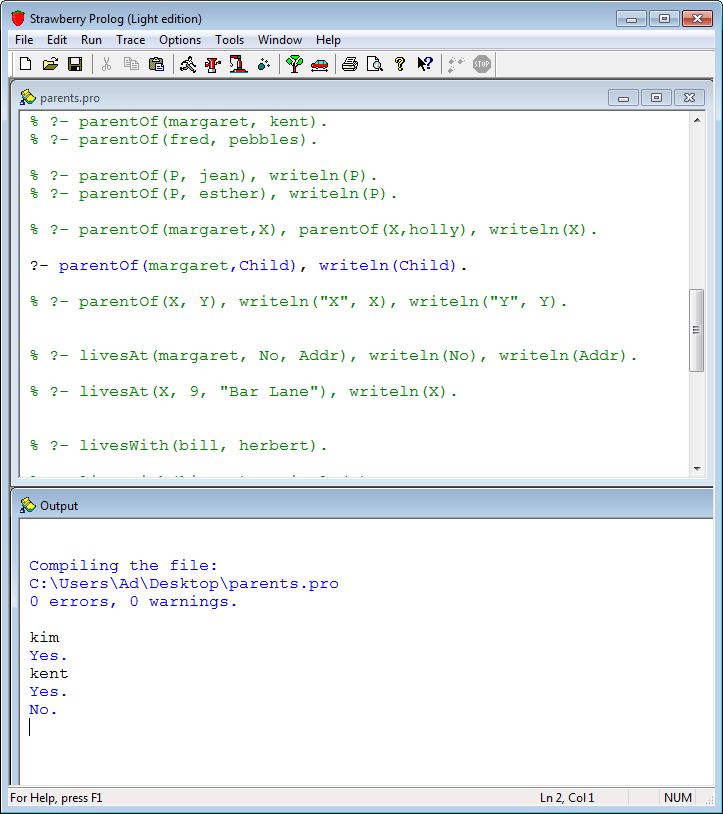 Strawberry Prolog (Light edition)
File Edit Run Trace Options Tools Window Help
STOP
parents.pro
% ?- parentOf(margaret, kent).
% ?- parentOf(fred, pebbles).
% ?- parentOf(P, jean), writeln(P).
% ?- parentOf(P, esther), writeln(P).
% ?- parentOf(margaret,X), parentOf(X,holly), writeln(X).
?- parentOf(margaret,Child), writeln(Child).
% ?- parentOf(X, Y), writeln("X", X), writeln("Y", Y).
% ?- livesAt(margaret, No, Addr), writeln(No), writeln(Addr).
% ?- livesAt(X, 9, "Bar Lane"), writeln(X).
% ?- livesWith(bill, herbert).
Output
Compiling the file:
C:\Users\Ad\Desktop\parents.pro
0 errors, 0 warnings.
kim
Yes.
kent
Yes.
No.
For Help, press F1 Ln 2, Col 1 NUM